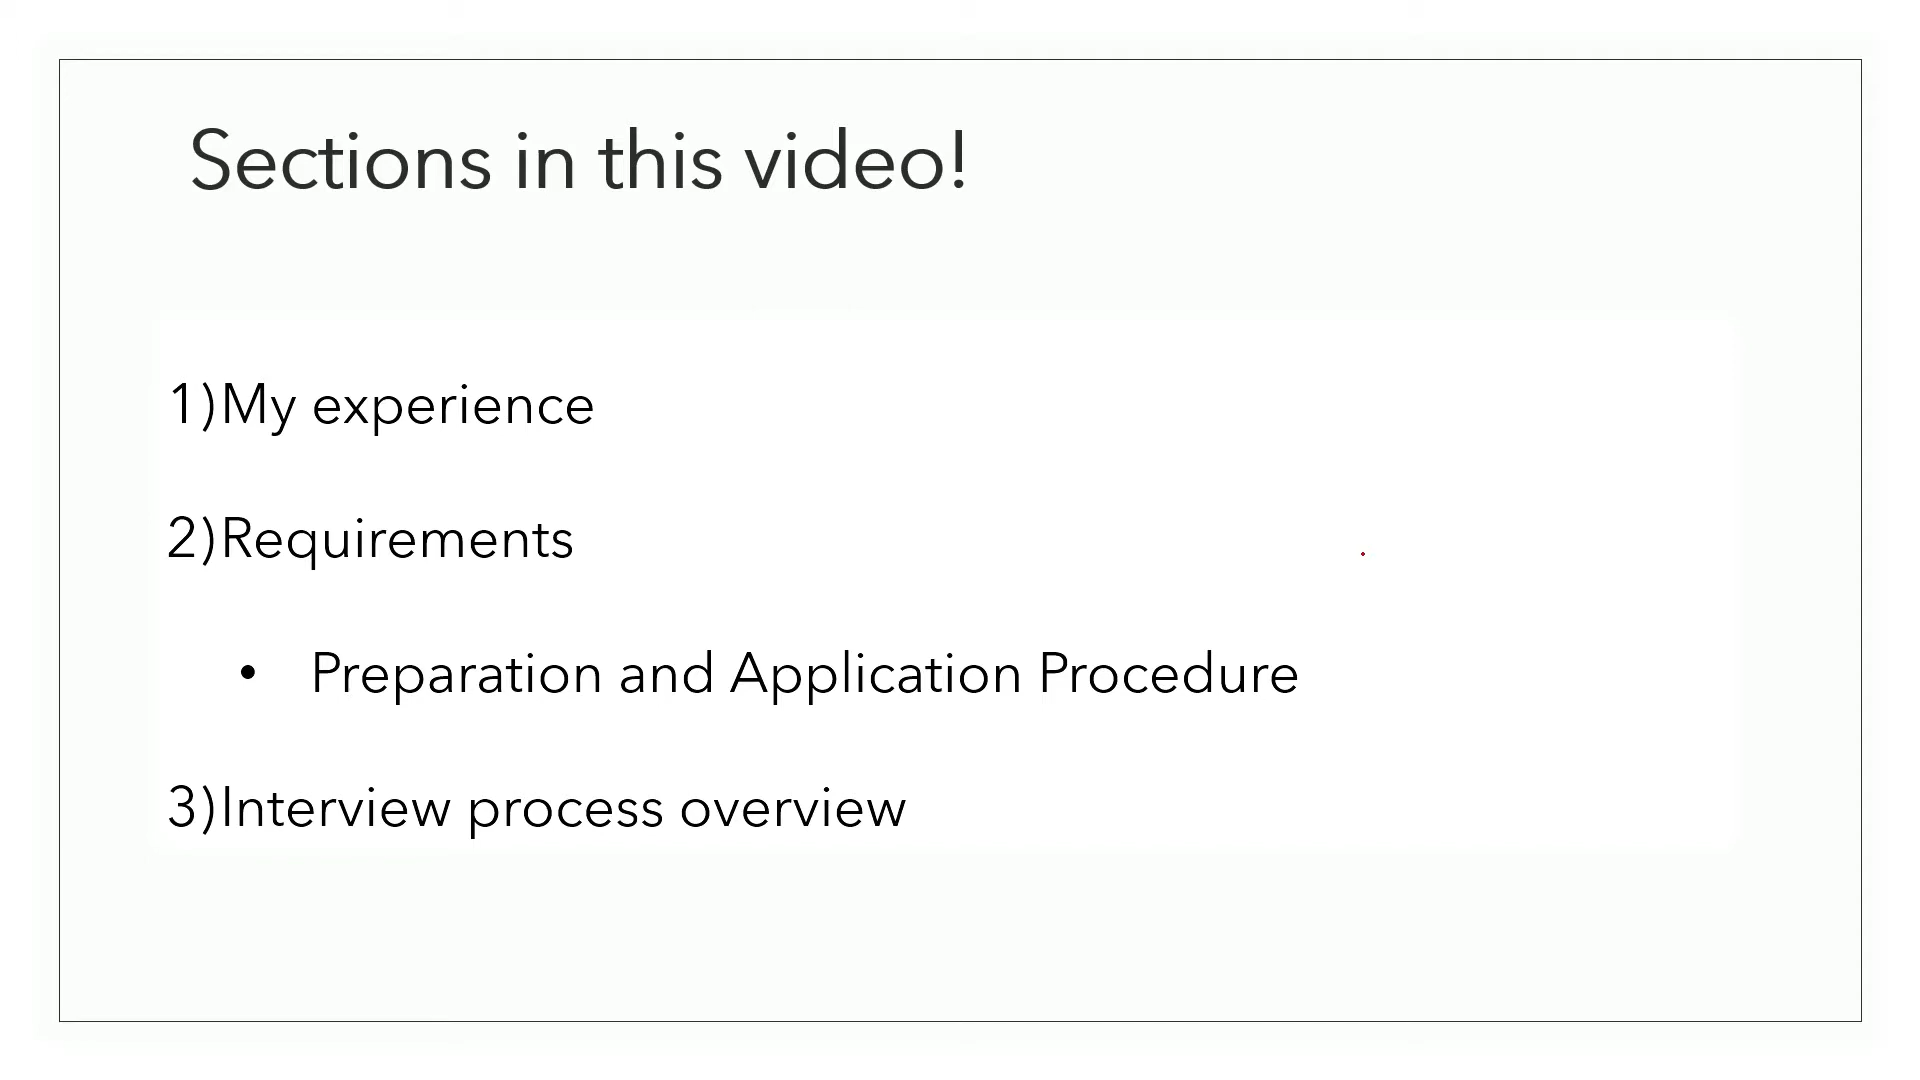 Sections in this video!
1)My experience
2)Requirements
• Preparation and Application Procedure
3)Interview process overview